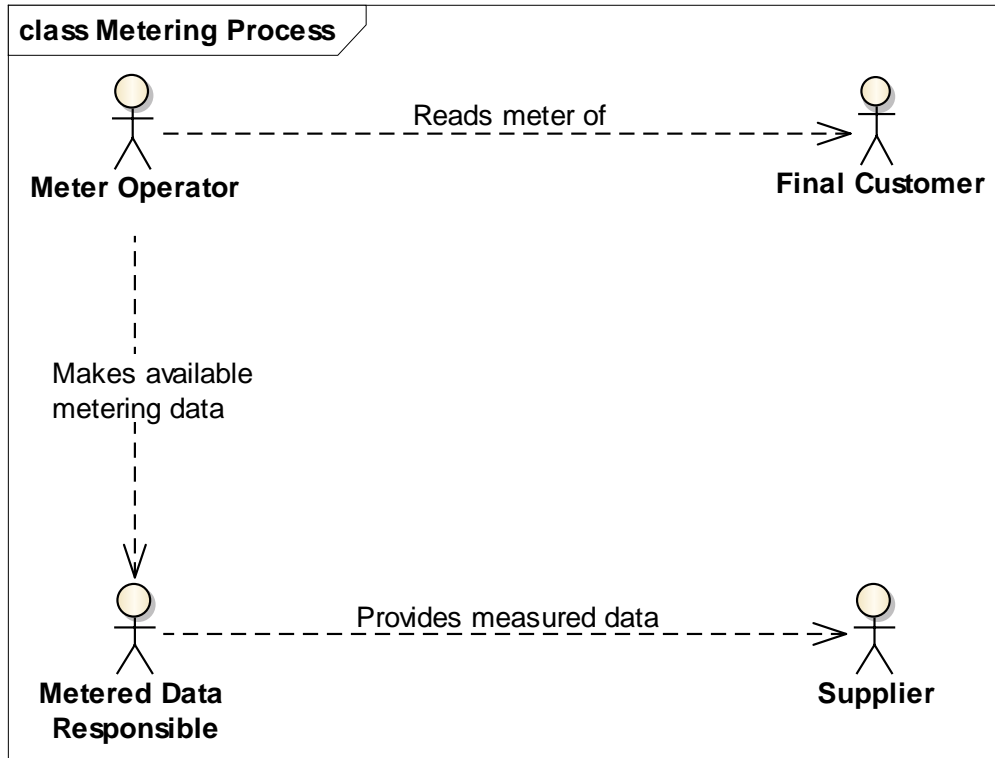 class Metering Process
Reads meter of
Meter Operator
Final Customer
Makes available
metering data
Provides measured data
Metered Data
Responsible
Supplier